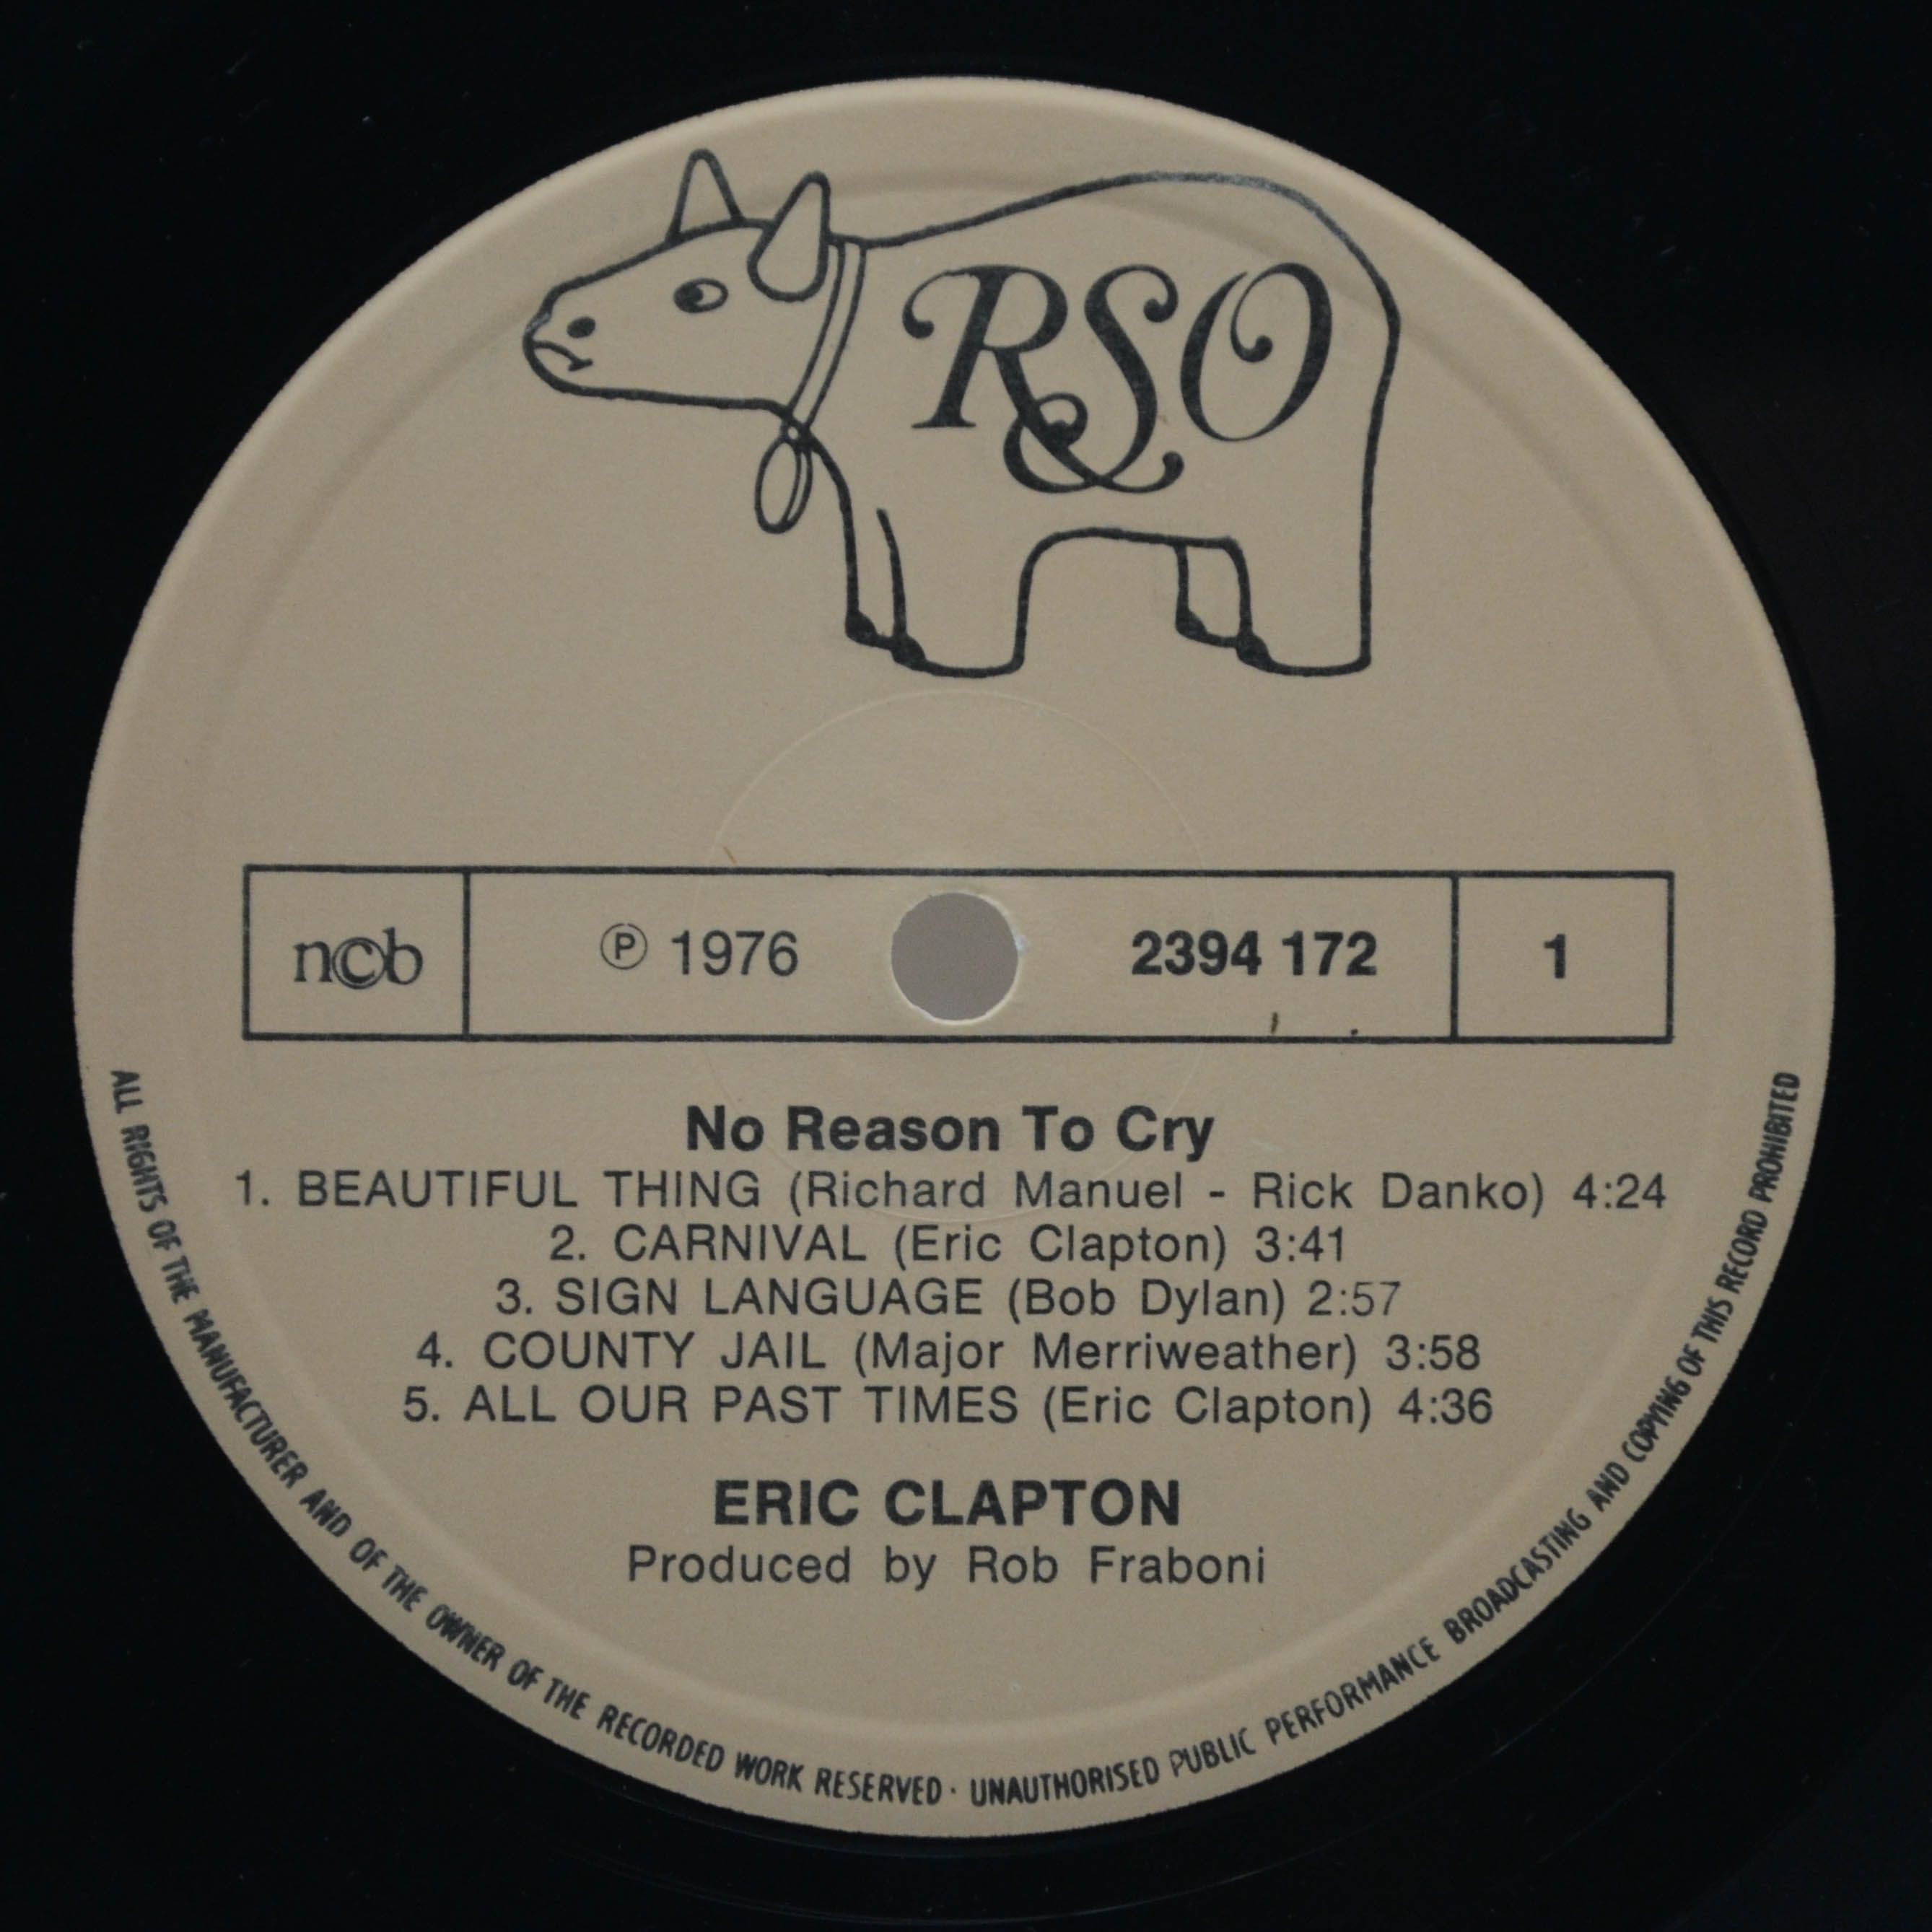 RSO
ncb ℗ 1976 2394 172 1
No Reason To Cry
1. BEAUTIFUL THING (Richard Manuel - Rick Danko) 4:24
2. CARNIVAL (Eric Clapton) 3:41
3. SIGN LANGUAGE (Bob Dylan) 2:57
4. COUNTY JAIL (Major Merriweather) 3:58
5. ALL OUR PAST TIMES (Eric Clapton) 4:36
ERIC CLAPTON
Produced by Rob Fraboni
ALL RIGHTS OF THE MANUFACTURER AND OF THE OWNER OF THE RECORDED WORK RESERVED · UNAUTHORISED PUBLIC PERFORMANCE BROADCASTING AND COPYING OF THIS RECORD PROHIBITED